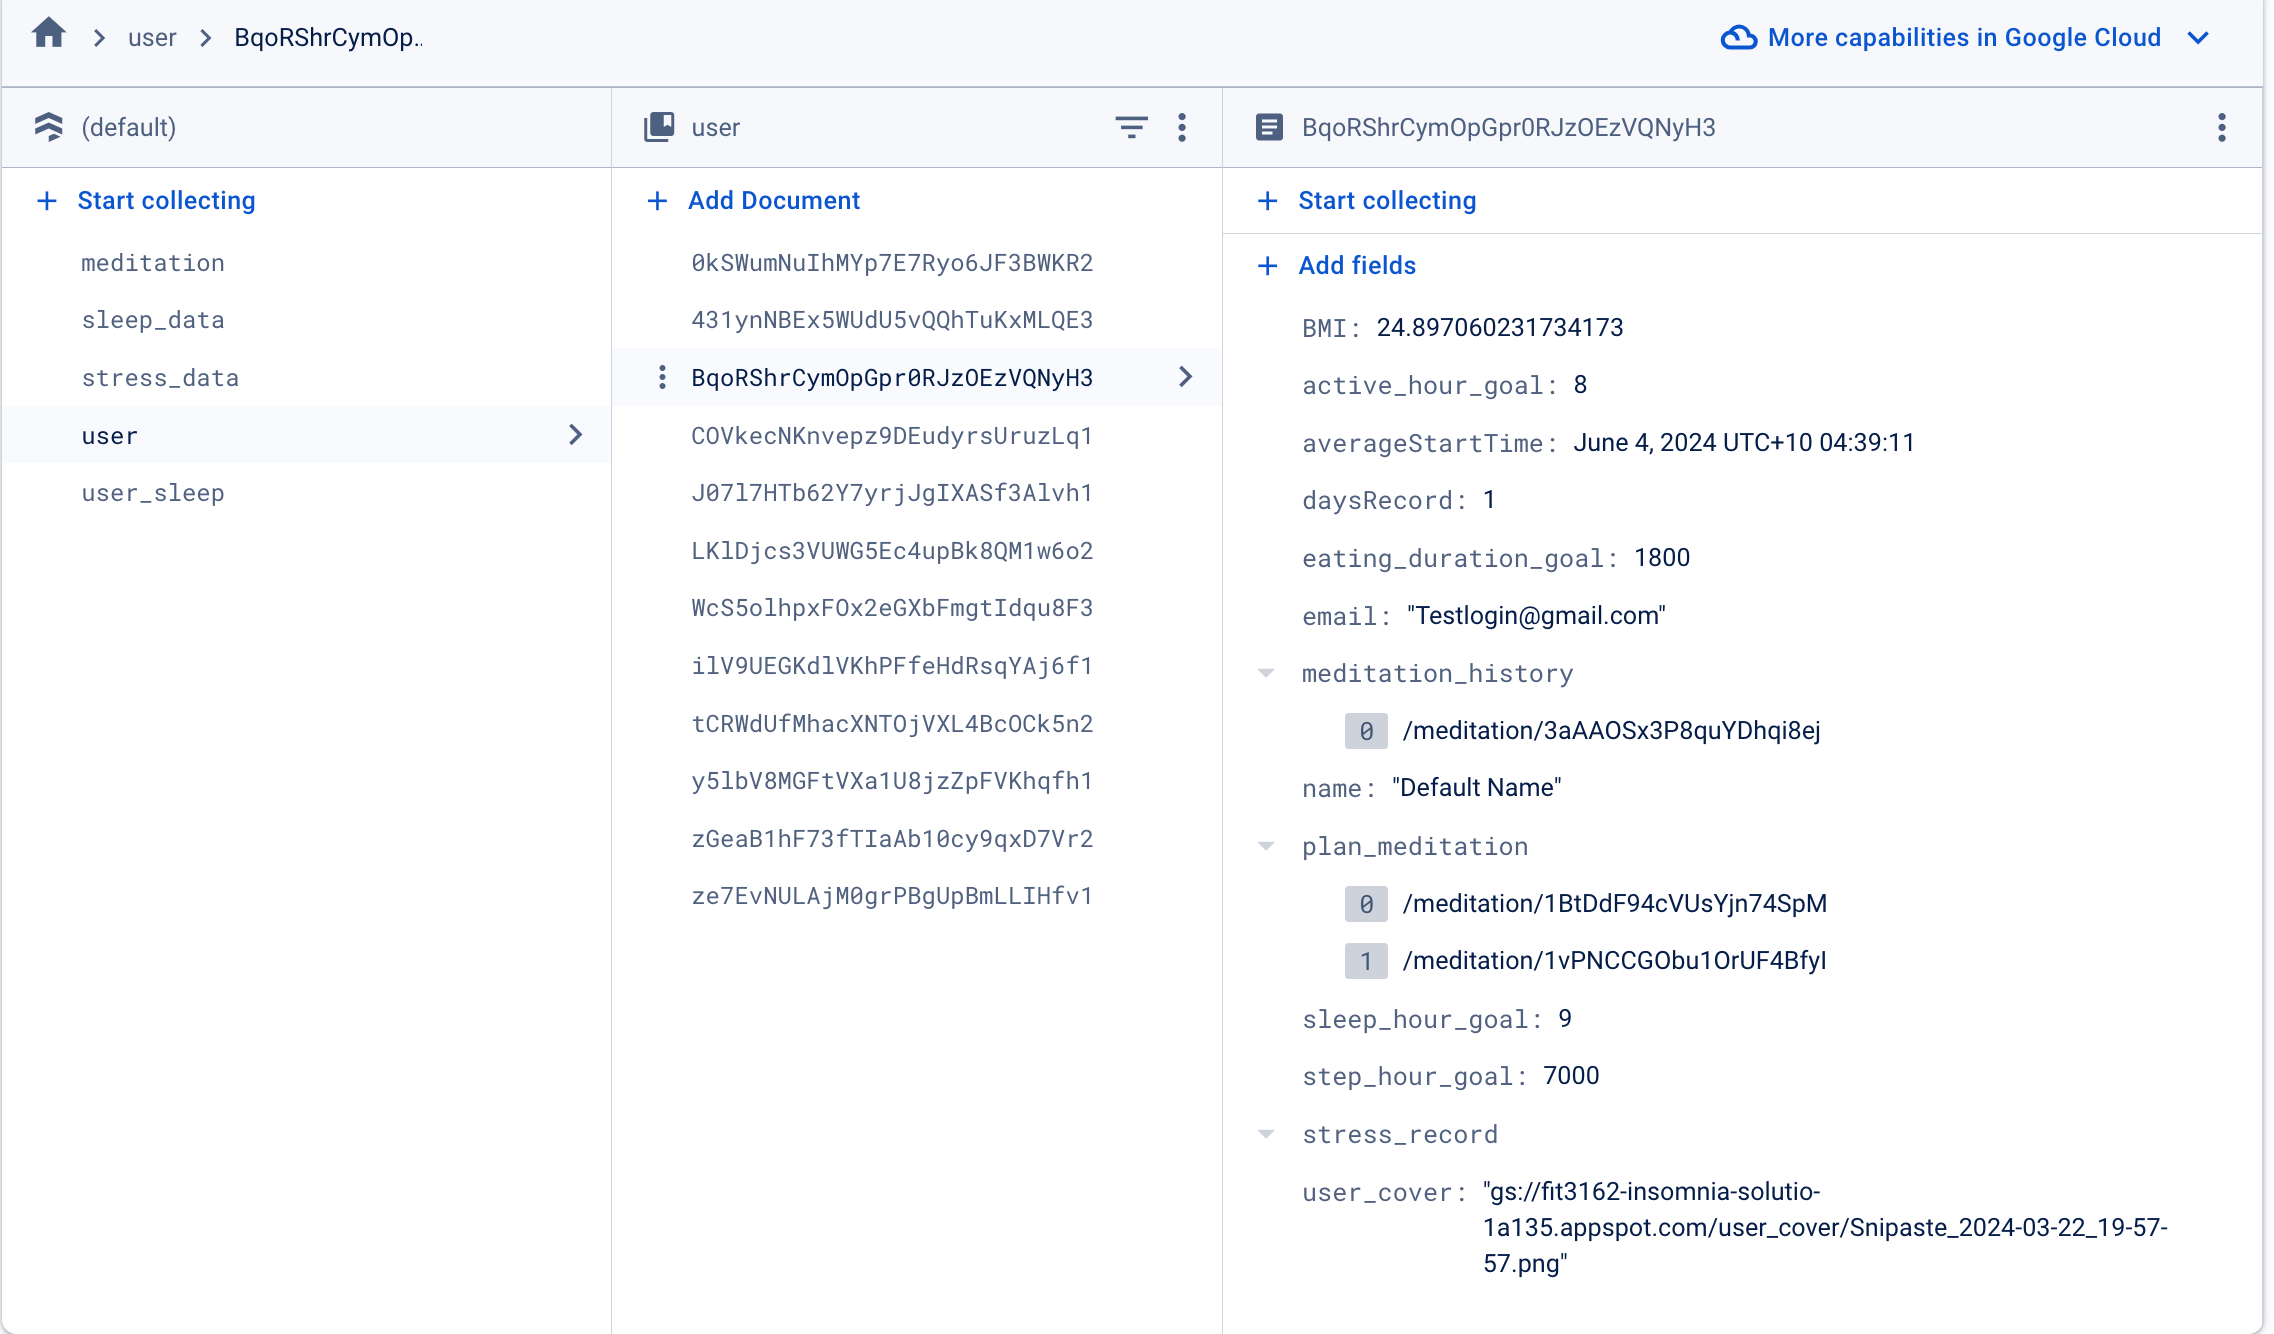 user
BqoRShrCymOp..
More capabilities in Google Cloud
(default)
Start collecting
meditation
sleep_data
stress_data
user
user_sleep
user
Add Document
0kSWumNuIhMYp7E7Ryo6JF3BWKR2
431ynNBEx5WUdU5vQQhTuKxMLQE3
BqoRShrCymOpGpr0RJzOEzVQNyH3
COVkecNKnvepz9DEudyrsUruzLq1
J07l7HTb62Y7yrjJgIXASf3Alvh1
LKlDjcs3VUWG5Ec4upBk8QM1w6o2
WcS5olhpxFOx2eGXbFmgtIdqu8F3
ilV9UEGKdlVKhPFfeHdRsqYAj6f1
tCRWdUfMhacXNTOjVXL4BcOCk5n2
y5lbV8MGFtVXa1U8jzZpFVKhqfh1
zGeaB1hF73fTIaAb10cy9qxD7Vr2
ze7EvNULAjM0grPBgUpBmLLIHfv1
BqoRShrCymOpGpr0RJzOEzVQNyH3
Start collecting
Add fields
BMI: 24.897060231734173
active_hour_goal: 8
averageStartTime: June 4, 2024 UTC+10 04:39:11
daysRecord: 1
eating_duration_goal: 1800
email: "Testlogin@gmail.com"
meditation_history
0 /meditation/3aAAOSx3P8quYDhqi8ej
name: "Default Name"
plan_meditation
0 /meditation/1BtDdF94cVUsYjn74SpM
1 /meditation/1vPNCCGObu1OrUF4BfyI
sleep_hour_goal: 9
step_hour_goal: 7000
stress_record
user_cover: "gs://fit3162-insomnia-solutio-
1a135.appspot.com/user_cover/Snipaste_2024-03-22_19-57-
57.png"